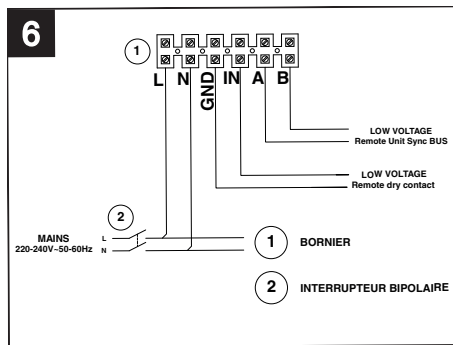 6
1
L N GND IN A B
LOW VOLTAGE
Remote Unit Sync BUS
LOW VOLTAGE
Remote dry contact
2
MAINS
220-240V~50-60Hz
L
N
1 BORNIER
2 INTERRUPTEUR BIPOLAIRE